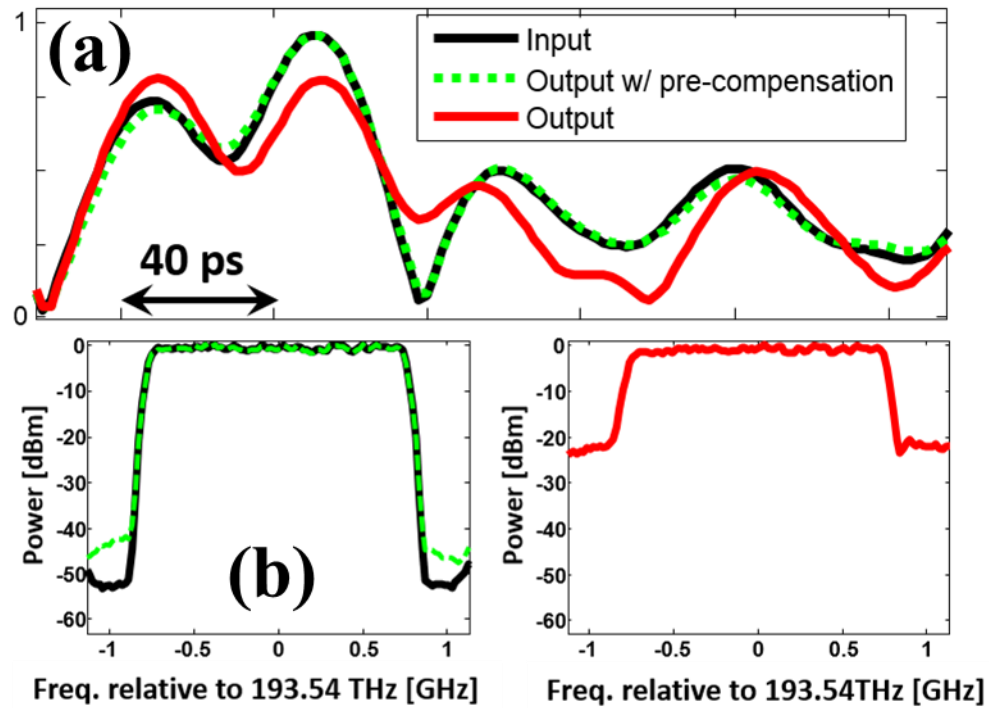 1
(a)
Input
Output w/ pre-compensation
Output
40 ps
0
0
-10
-20
-30
-40
-50
-60
Power [dBm]
(b)
-1
-0.5
0
0.5
1
Freq. relative to 193.54 THz [GHz]
0
-10
-20
-30
-40
-50
-60
Power [dBm]
-1
-0.5
0
0.5
1
Freq. relative to 193.54THz [GHz]